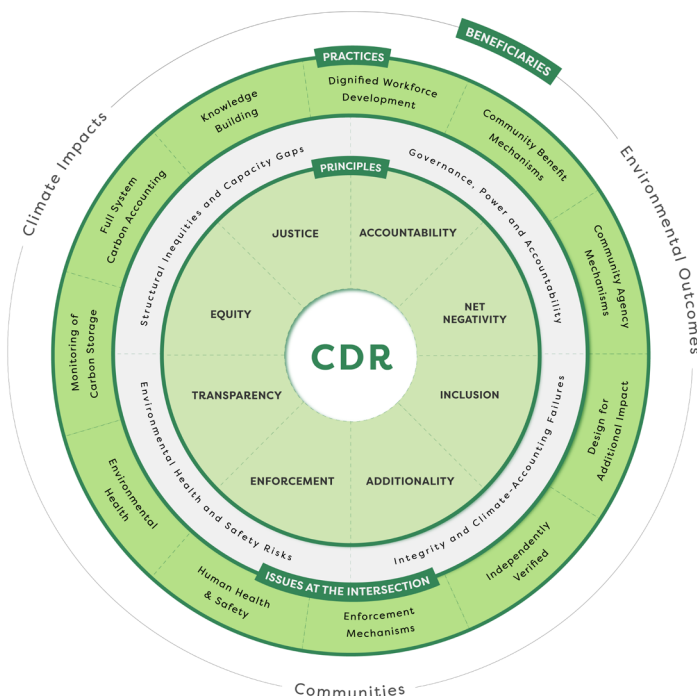 BENEFICIARIES
Climate Impacts
Environmental Outcomes
Communities
PRACTICES
Dignified Workforce
Development
Community Benefit
Mechanisms
Community Agency
Mechanisms
Design for
Additional Impact
Independently
Verified
Enforcement
Mechanisms
Human Health
& Safety
Environmental
Health
Monitoring of
Carbon Storage
Full System
Carbon Accounting
Knowledge
Building
ISSUES AT THE INTERSECTION
Structural Inequities and Capacity Gaps
Governance, Power and Accountability
Integrity and Climate-Accounting Failures
Environmental Health and Safety Risks
PRINCIPLES
JUSTICE
ACCOUNTABILITY
NET
NEGATIVITY
INCLUSION
ADDITIONALITY
ENFORCEMENT
TRANSPARENCY
EQUITY
CDR